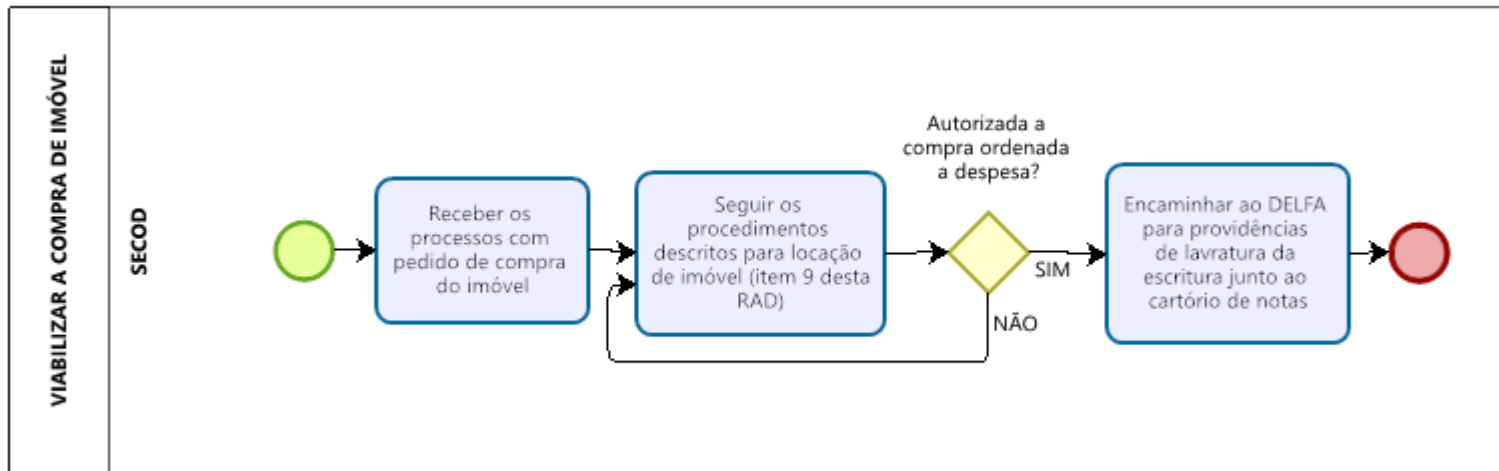 VIABILIZAR A COMPRA DE IMÓVEL
SECOD
Receber os
processos com
pedido de compra
do imóvel
Seguir os
procedimentos
descritos para locação
de imóvel (item 9 desta
RAD)
Autorizada a
compra ordenada
a despesa?
SIM
NÃO
Encaminhar ao DELFA
para providências
de lavratura da
escritura junto ao
cartório de notas